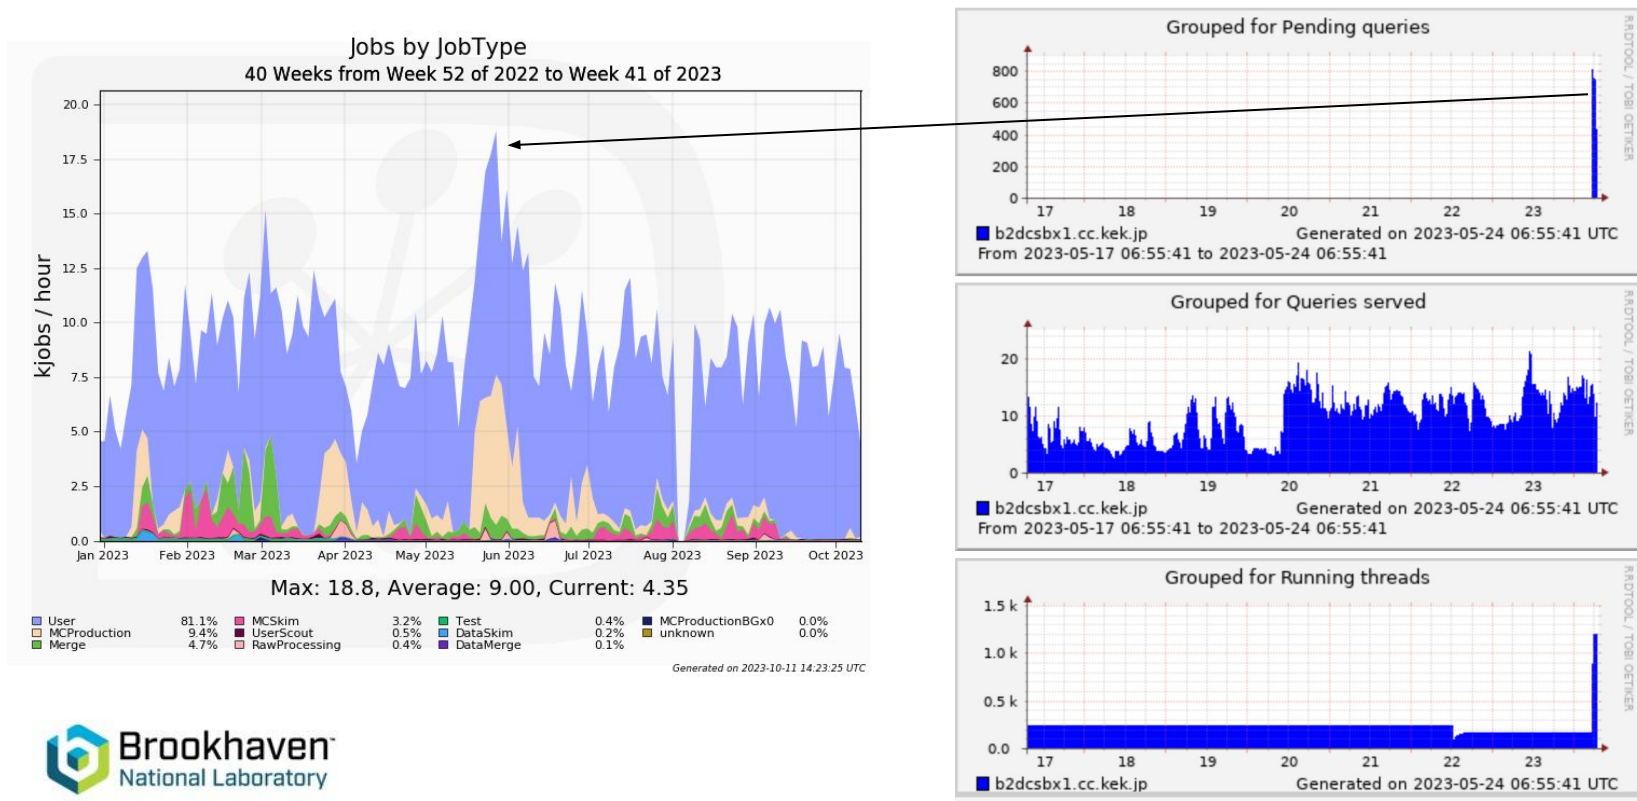 Jobs by JobType
40 Weeks from Week 52 of 2022 to Week 41 of 2023
kjobs / hour
20.0
17.5
15.0
12.5
10.0
7.5
5.0
2.5
0.0
Jan 2023 Feb 2023 Mar 2023 Apr 2023 May 2023 Jun 2023 Jul 2023 Aug 2023 Sep 2023 Oct 2023
Max: 18.8, Average: 9.00, Current: 4.35
User 81.1% MCSkim 3.2% Test 0.4% MCProductionBGx0 0.0%
MCProduction 9.4% UserScout 0.5% DataSkim 0.2% unknown 0.0%
Merge 4.7% RawProcessing 0.4% DataMerge 0.1%
Generated on 2023-10-11 14:23:25 UTC
Brookhaven™
National Laboratory
Grouped for Pending queries
800
600
400
200
0
17 18 19 20 21 22 23
b2dcsbx1.cc.kek.jp Generated on 2023-05-24 06:55:41 UTC
From 2023-05-17 06:55:41 to 2023-05-24 06:55:41
RRDTOOL / TOBI OETIKER
Grouped for Queries served
20
10
0
17 18 19 20 21 22 23
b2dcsbx1.cc.kek.jp Generated on 2023-05-24 06:55:41 UTC
From 2023-05-17 06:55:41 to 2023-05-24 06:55:41
RRDTOOL / TOBI OETIKER
Grouped for Running threads
1.5 k
1.0 k
0.5 k
0.0
17 18 19 20 21 22 23
b2dcsbx1.cc.kek.jp Generated on 2023-05-24 06:55:41 UTC
RRDTOOL / TOBI OETIKER